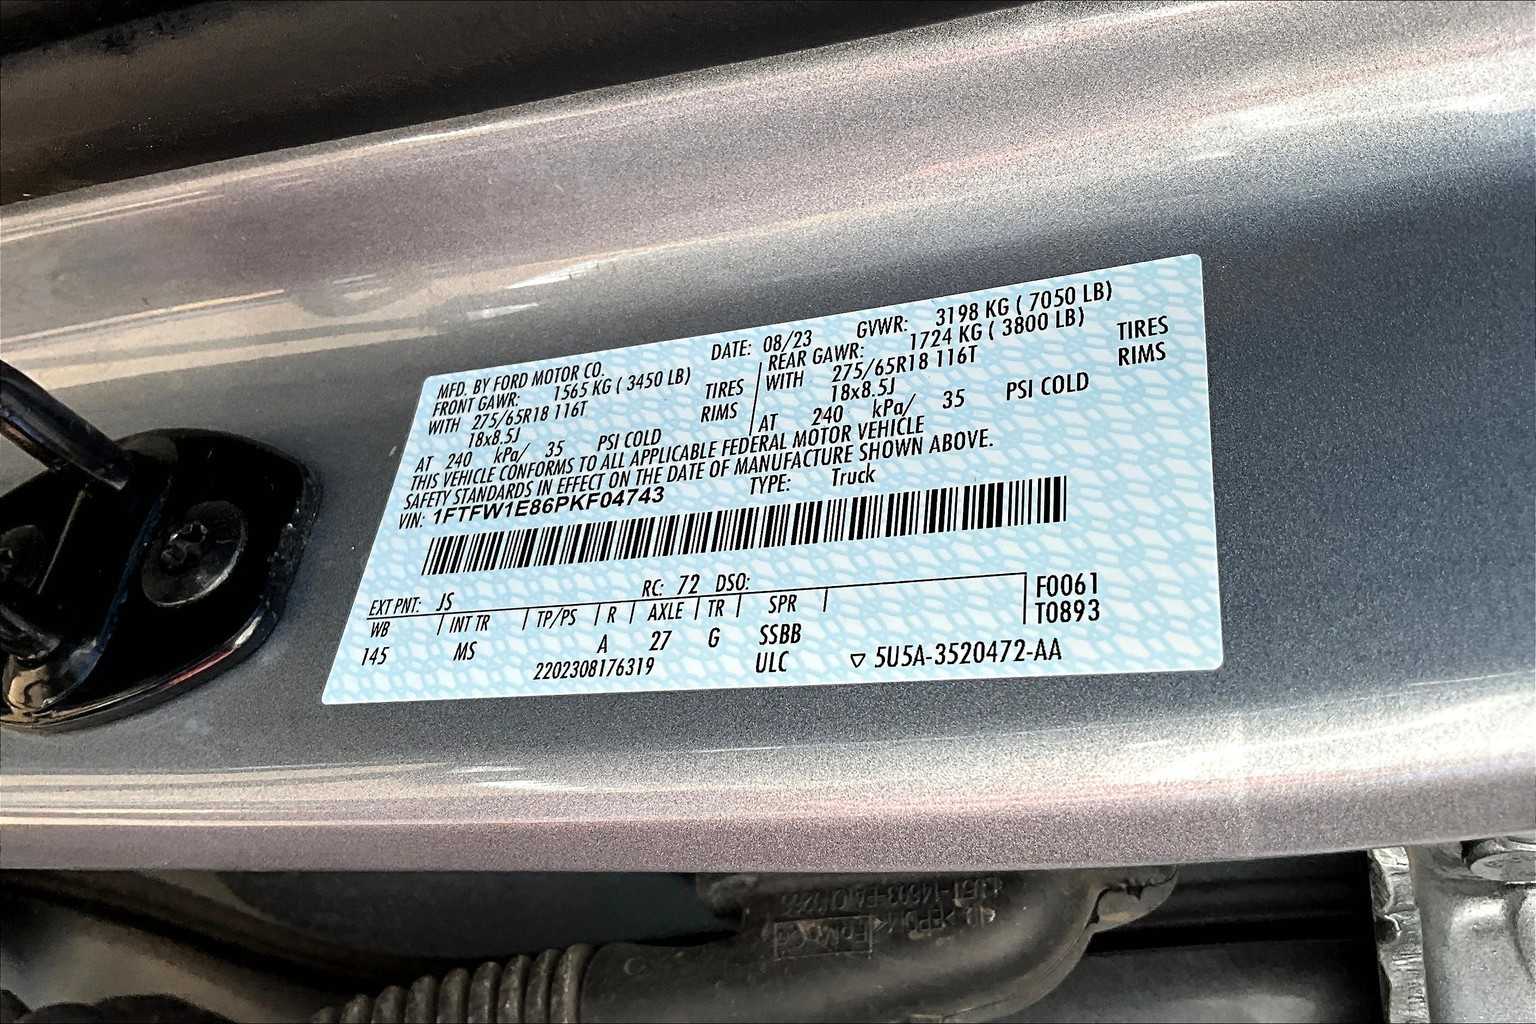 MFD. BY FORD MOTOR CO. DATE: 08/23 GVWR: 3198 KG ( 7050 LB)
FRONT GAWR: 1565 KG ( 3450 LB) REAR GAWR: 1724 KG ( 3800 LB)
WITH 275/65R18 116T TIRES WITH 275/65R18 116T TIRES
18x8.5J RIMS 18x8.5J RIMS
AT 240 kPa/ 35 PSI COLD AT 240 kPa/ 35 PSI COLD
THIS VEHICLE CONFORMS TO ALL APPLICABLE FEDERAL MOTOR VEHICLE
SAFETY STANDARDS IN EFFECT ON THE DATE OF MANUFACTURE SHOWN ABOVE.
VIN: 1FTFW1E86PKF04743 TYPE: Truck
EXT PNT: JS RC: 72 DSO: F0061
WB INT TR TP/PS R AXLE TR SPR T0893
145 MS A 27 G SSBB
2202308176319 ULC ▽ 5U5A-3520472-AA